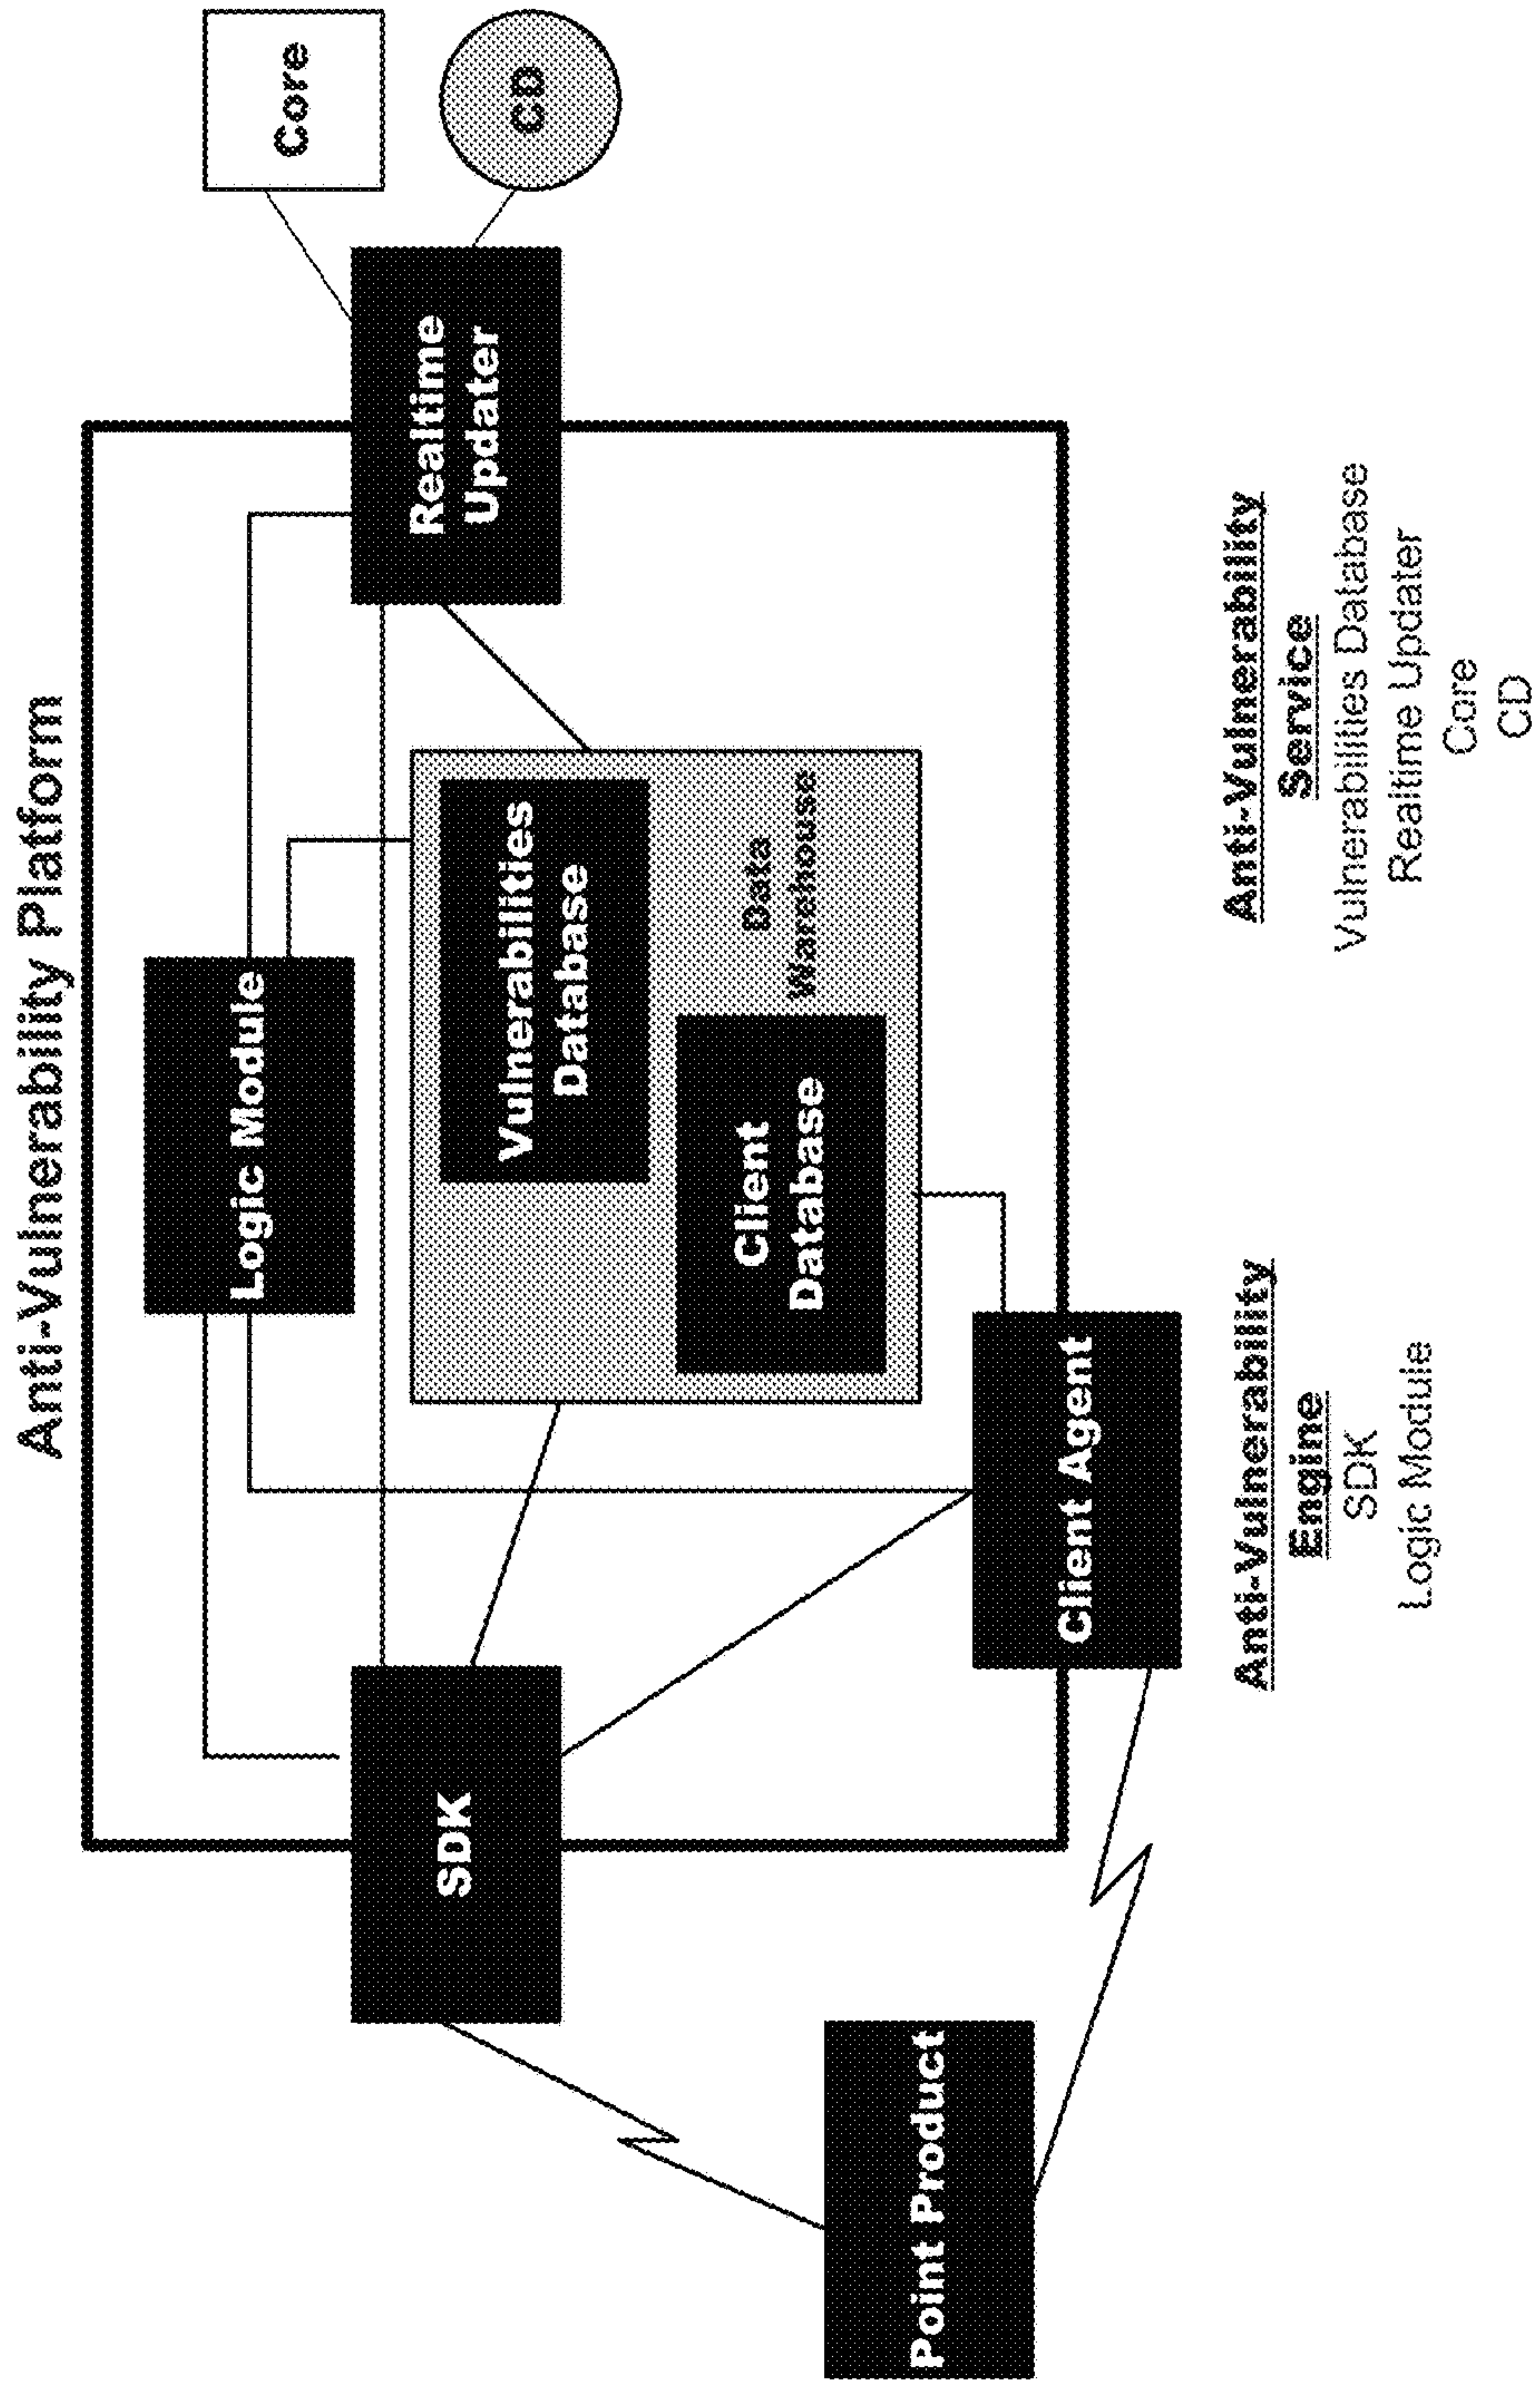 Anti-Vulnerability Platform
Logic Module
SDK
Realtime
Updater
Core
CD
Vulnerabilities
Database
Client
Database
Data
Warehouse
Client Agent
Point Product
Anti-Vulnerability
Engine
SDK
Logic Module
Anti-Vulnerability
Service
Vulnerabilities Database
Realtime Updater
Core
CD